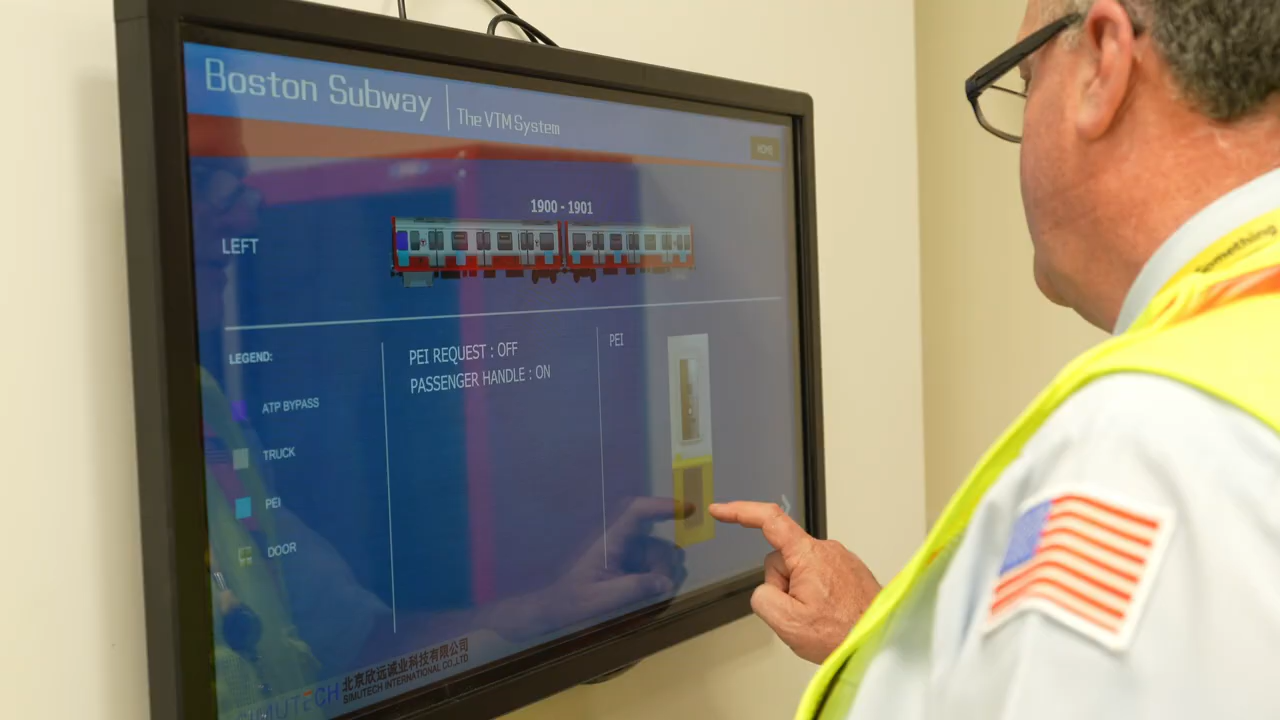 Boston Subway
The VTM System
HOME
1900 - 1901
LEFT
LEGEND:
ATP BYPASS
TRUCK
PEI
DOOR
PEI REQUEST : OFF
PASSENGER HANDLE : ON
PEI
SIMUTECH
北京欣远诚业科技有限公司
SIMUTECH INTERNATIONAL CO.,LTD
Something